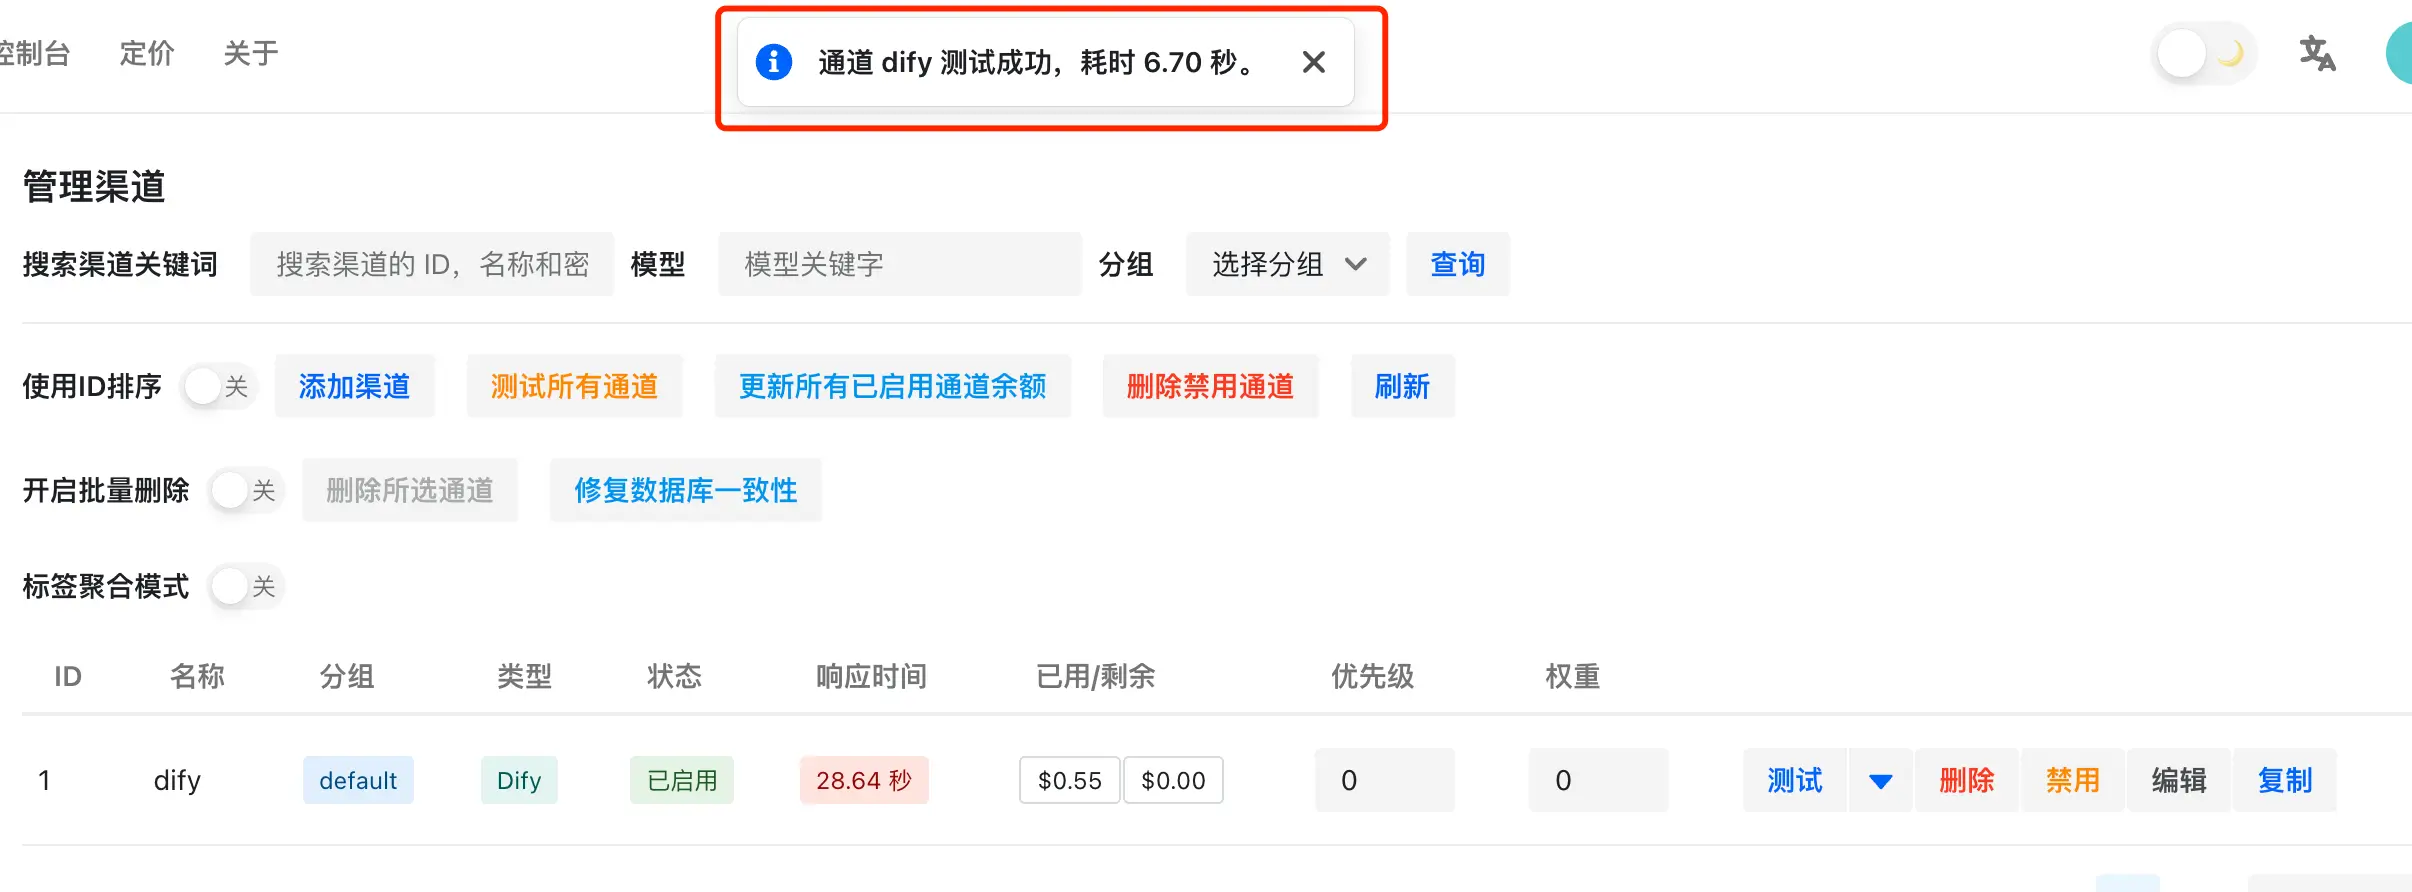 控制台 定价 关于
通道 dify 测试成功，耗时 6.70 秒。
管理渠道
搜索渠道关键词 搜索渠道的 ID，名称和密 模型 模型关键字 分组 选择分组 查询
使用ID排序 关 添加渠道 测试所有通道 更新所有已启用通道余额 删除禁用通道 刷新
开启批量删除 关 删除所选通道 修复数据库一致性
标签聚合模式 关
ID 名称 分组 类型 状态 响应时间 已用/剩余 优先级 权重
1 dify default Dify 已启用 28.64 秒 $0.55 $0.00 0 0 测试 删除 禁用 编辑 复制